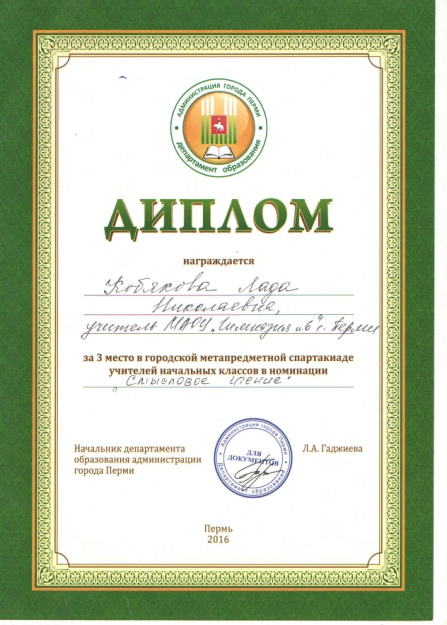 АДМИНИСТРАЦИЯ ГОРОДА ПЕРМИ
департамент образования
ДИПЛОМ
награждается
Кобякова Лада
Николаевна,
учитель МАОУ „Гимназия №6" г. Перми
за 3 место в городской метапредметной спартакиаде
учителей начальных классов в номинации
„Смысловое чтение"
Начальник департамента
образования администрации
города Перми
Администрация города Перми
ДЛЯ
ДОКУМЕНТОВ
Департамент образования
Л.А. Гаджиева
Пермь
2016